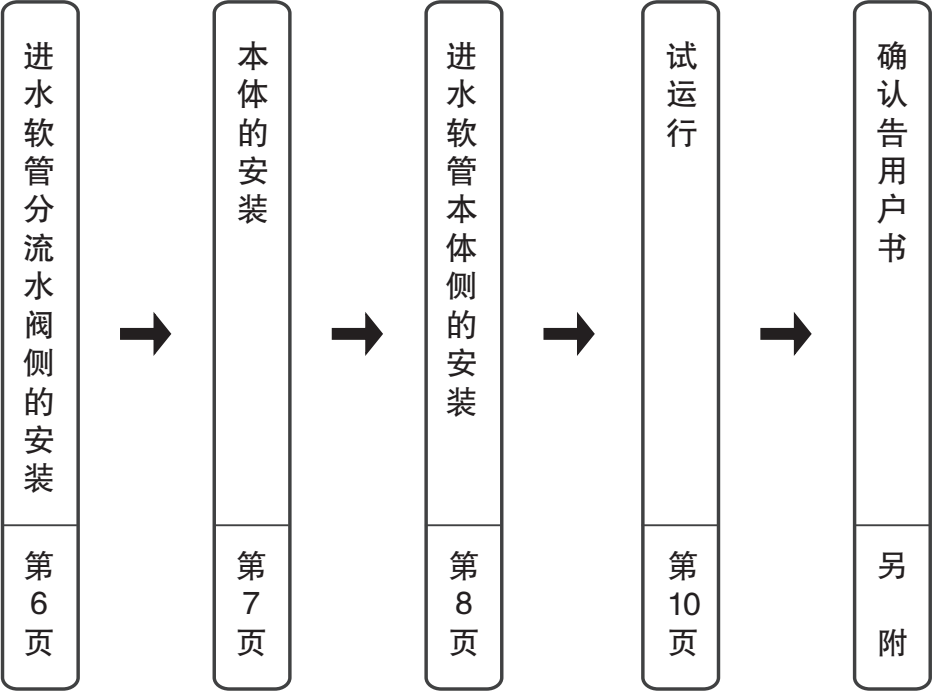 进水软管分流水阀侧的安装
第6页
本体的安装
第7页
进水软管本体侧的安装
第8页
试运行
第10页
确认告用户书
另附